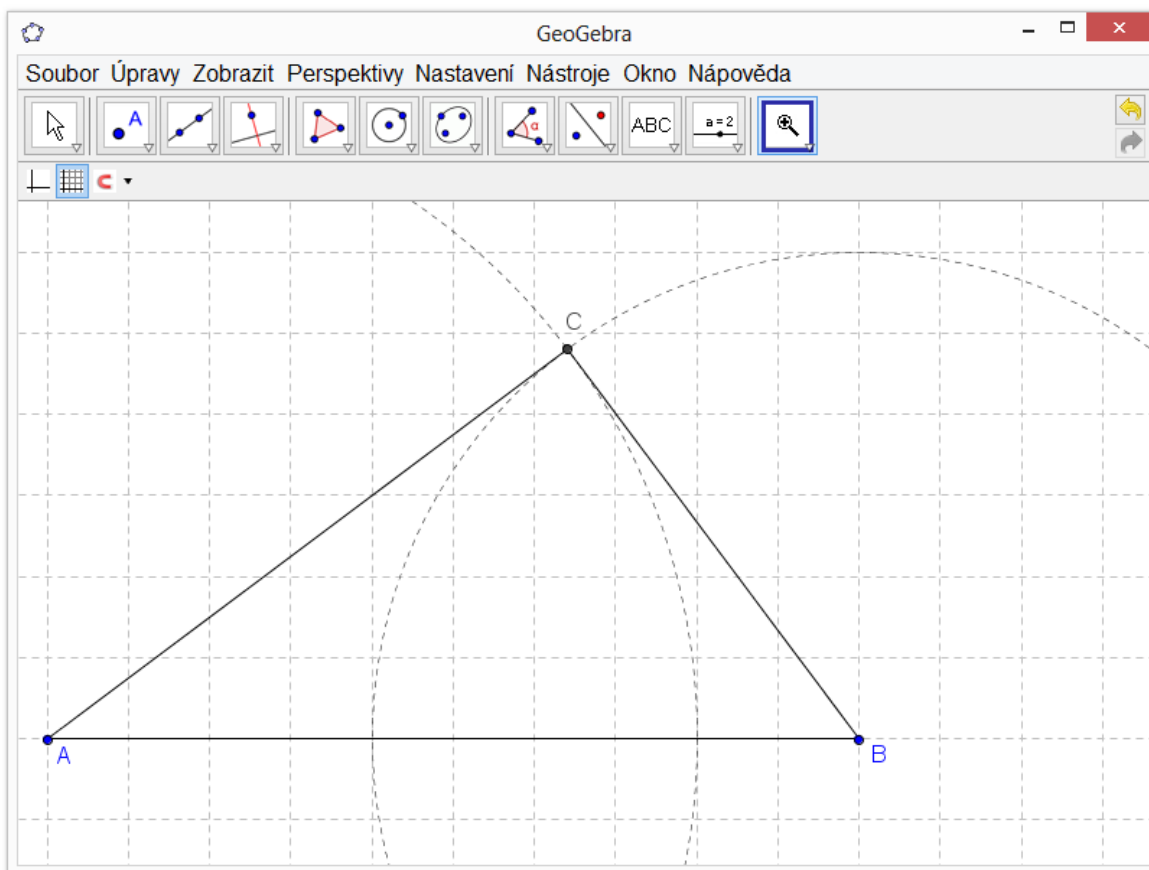 GeoGebra
Soubor Úpravy Zobrazit Perspektivy Nastavení Nástroje Okno Nápověda
A α ABC a=2
C
A
B